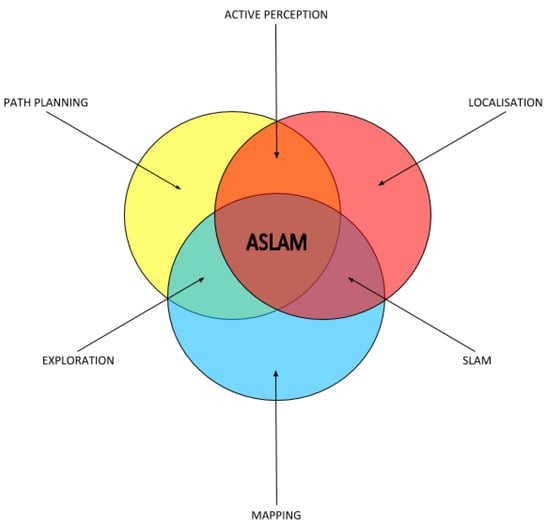 ACTIVE PERCEPTION
PATH PLANNING
LOCALISATION
ASLAM
EXPLORATION
SLAM
MAPPING